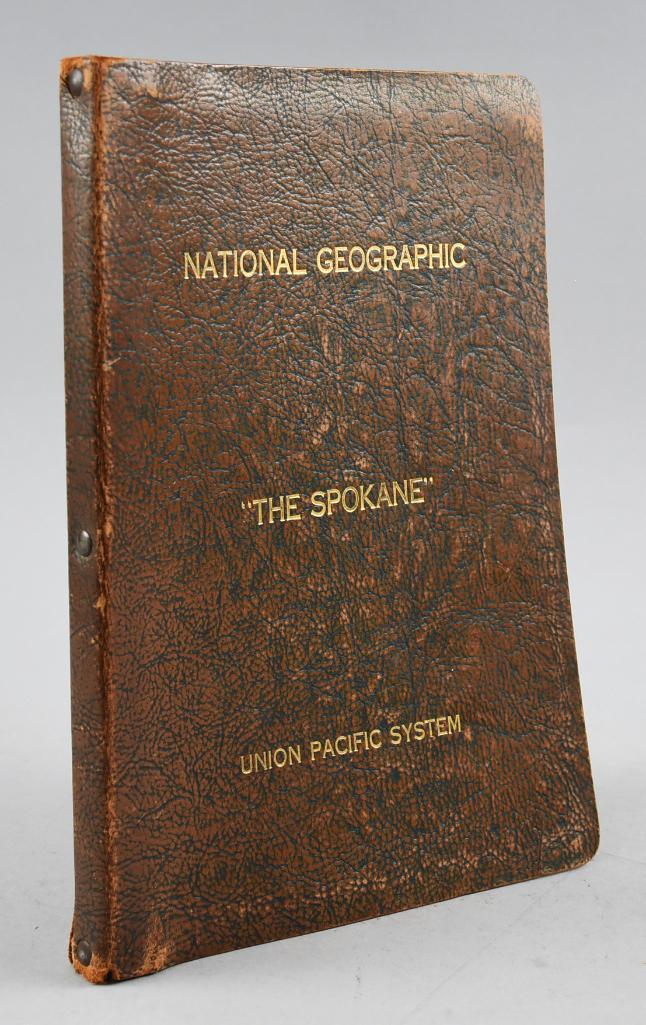 NATIONAL GEOGRAPHIC
"THE SPOKANE"
UNION PACIFIC SYSTEM